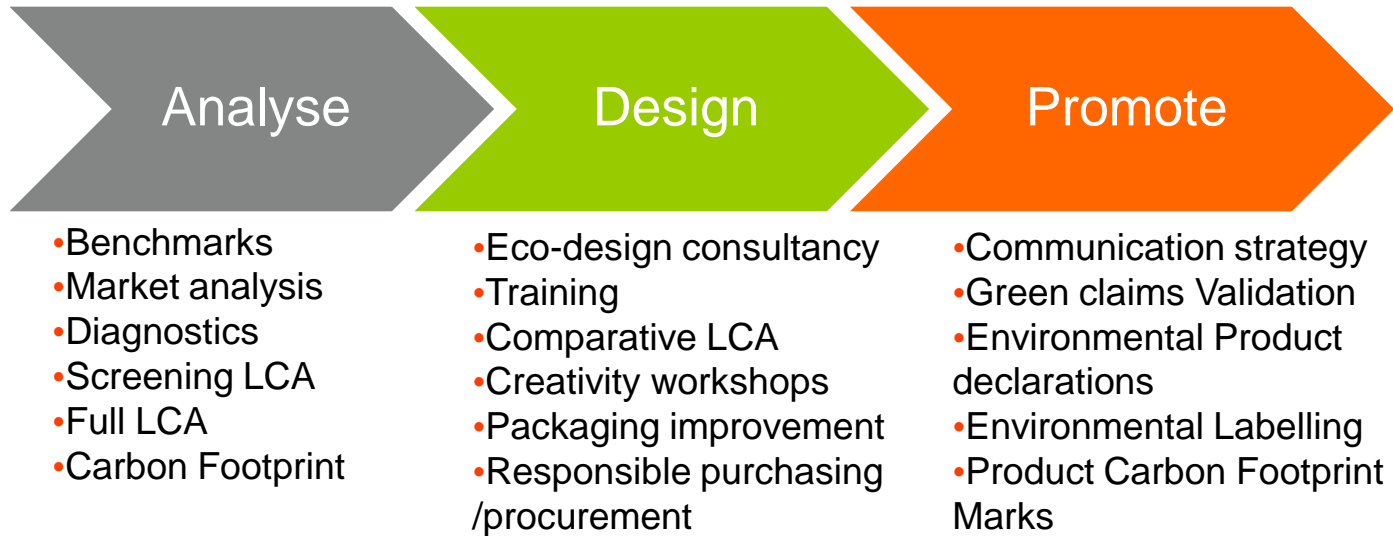 Analyse
Design
Promote
•Benchmarks
•Market analysis
•Diagnostics
•Screening LCA
•Full LCA
•Carbon Footprint
•Eco-design consultancy
•Training
•Comparative LCA
•Creativity workshops
•Packaging improvement
•Responsible purchasing
/procurement
•Communication strategy
•Green claims Validation
•Environmental Product
declarations
•Environmental Labelling
•Product Carbon Footprint
Marks